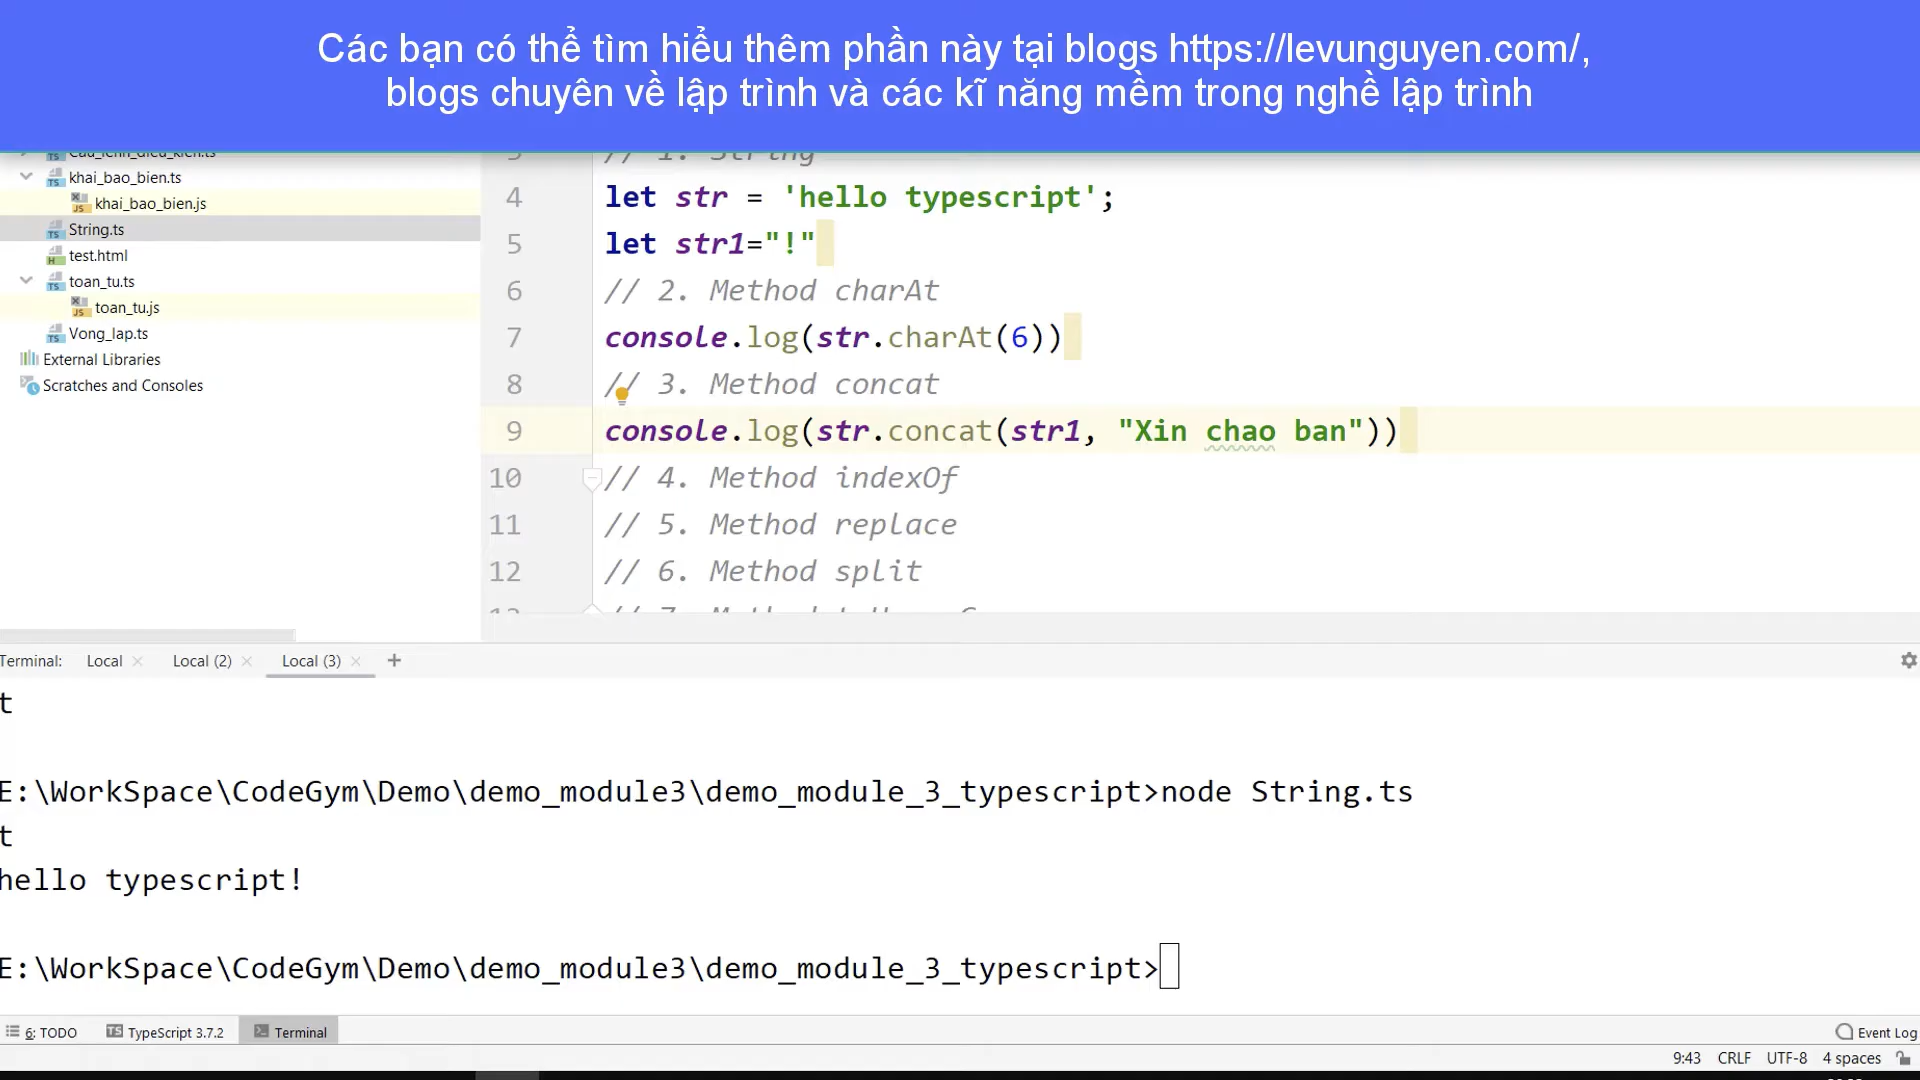 Các bạn có thể tìm hiểu thêm phần này tại blogs https://levunguyen.com/,
blogs chuyên về lập trình và các kĩ năng mềm trong nghề lập trình
khai_bao_bien.ts
khai_bao_bien.js
String.ts
test.html
toan_tu.ts
toan_tu.js
Vong_lap.ts
External Libraries
Scratches and Consoles
// 1. String
4 let str = 'hello typescript';
5 let str1="!"
6 // 2. Method charAt
7 console.log(str.charAt(6))
8 // 3. Method concat
9 console.log(str.concat(str1, "Xin chao ban"))
10 // 4. Method indexOf
11 // 5. Method replace
12 // 6. Method split
Terminal: Local Local (2) Local (3) +
t
E:\WorkSpace\CodeGym\Demo\demo_module3\demo_module_3_typescript>node String.ts
t
hello typescript!
E:\WorkSpace\CodeGym\Demo\demo_module3\demo_module_3_typescript>
6: TODO TypeScript 3.7.2 Terminal Event Log
9:43 CRLF UTF-8 4 spaces